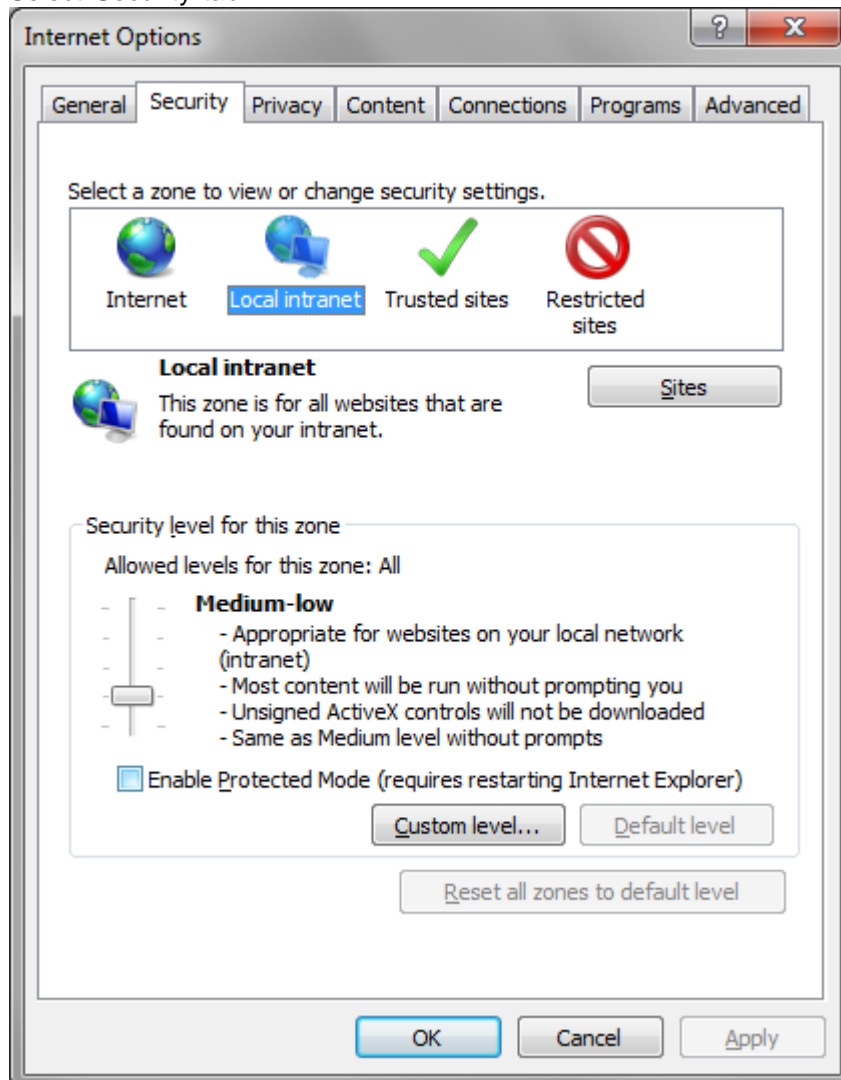 Internet Options
General Security Privacy Content Connections Programs Advanced
Select a zone to view or change security settings.
Internet Local intranet Trusted sites Restricted
sites
Local intranet
Sites
This zone is for all websites that are
found on your intranet.
Security level for this zone
Allowed levels for this zone: All
Medium-low
- Appropriate for websites on your local network
(intranet)
- Most content will be run without prompting you
- Unsigned ActiveX controls will not be downloaded
- Same as Medium level without prompts
Enable Protected Mode (requires restarting Internet Explorer)
Custom level... Default level
Reset all zones to default level
OK Cancel Apply